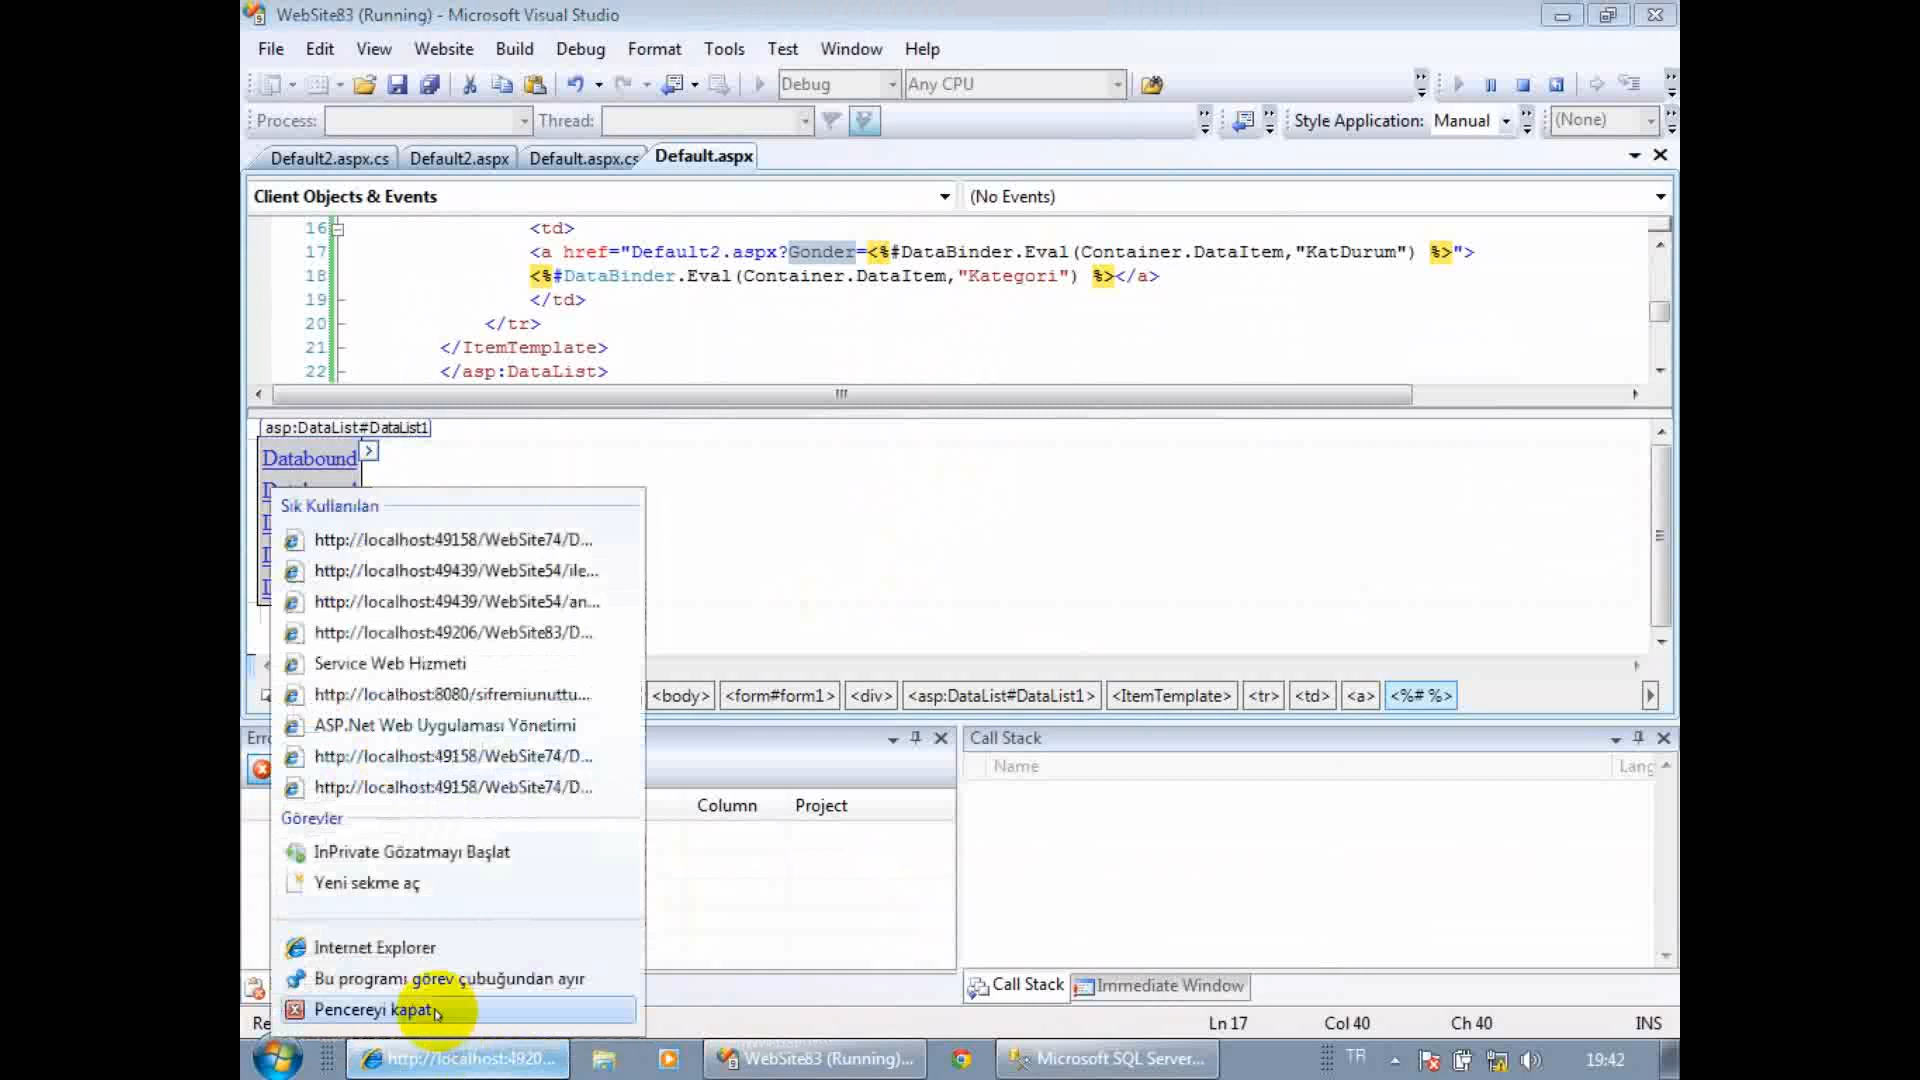 WebSite83 (Running) - Microsoft Visual Studio
File Edit View Website Build Debug Format Tools Test Window Help
Debug Any CPU
Process: Thread: Style Application: Manual (None)
Default2.aspx.cs Default2.aspx Default.aspx.cs Default.aspx
Client Objects & Events (No Events)
16 <td>
17 <a href="Default2.aspx?Gonder=<%#DataBinder.Eval(Container.DataItem,"KatDurum") %>">
18 <%#DataBinder.Eval(Container.DataItem,"Kategori") %></a>
19 </td>
20 </tr>
21 </ItemTemplate>
22 </asp:DataList>
asp:DataList#DataList1
Databound
Sık Kullanılan
http://localhost:49158/WebSite74/D...
http://localhost:49439/WebSite54/ile...
http://localhost:49439/WebSite54/an...
http://localhost:49206/WebSite83/D...
Service Web Hizmeti
http://localhost:8080/sifremiunuttu...
ASP.Net Web Uygulaması Yönetimi
http://localhost:49158/WebSite74/D...
http://localhost:49158/WebSite74/D...
Görevler
InPrivate Gözatmayı Başlat
Yeni sekme aç
Internet Explorer
Bu programı görev çubuğundan ayır
Pencereyi kapat
<body> <form#form1> <div> <asp:DataList#DataList1> <ItemTemplate> <tr> <td> <a> <%# %>
Call Stack
Name Lang
Column Project
Call Stack Immediate Window
Ln 17 Col 40 Ch 40 INS
http://localhost:4920... WebSite83 (Running)... Microsoft SQL Server... TR 19:42